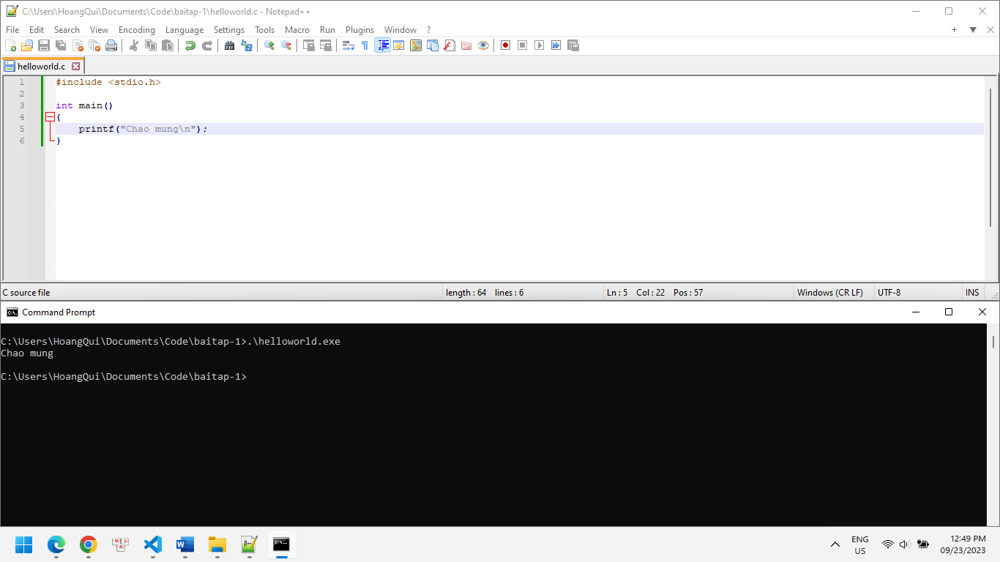 C:\Users\HoangQui\Documents\Code\baitap-1\helloworld.c - Notepad++
File Edit Search View Encoding Language Settings Tools Macro Run Plugins Window ?
helloworld.c
1 #include <stdio.h>
2
3 int main()
4 {
5 printf("Chao mung\n");
6 }
C source file length : 64 lines : 6 Ln : 5 Col : 22 Pos : 57 Windows (CR LF) UTF-8 INS
Command Prompt
C:\Users\HoangQui\Documents\Code\baitap-1>.\helloworld.exe
Chao mung
C:\Users\HoangQui\Documents\Code\baitap-1>
ENG 12:49 PM
US 09/23/2023